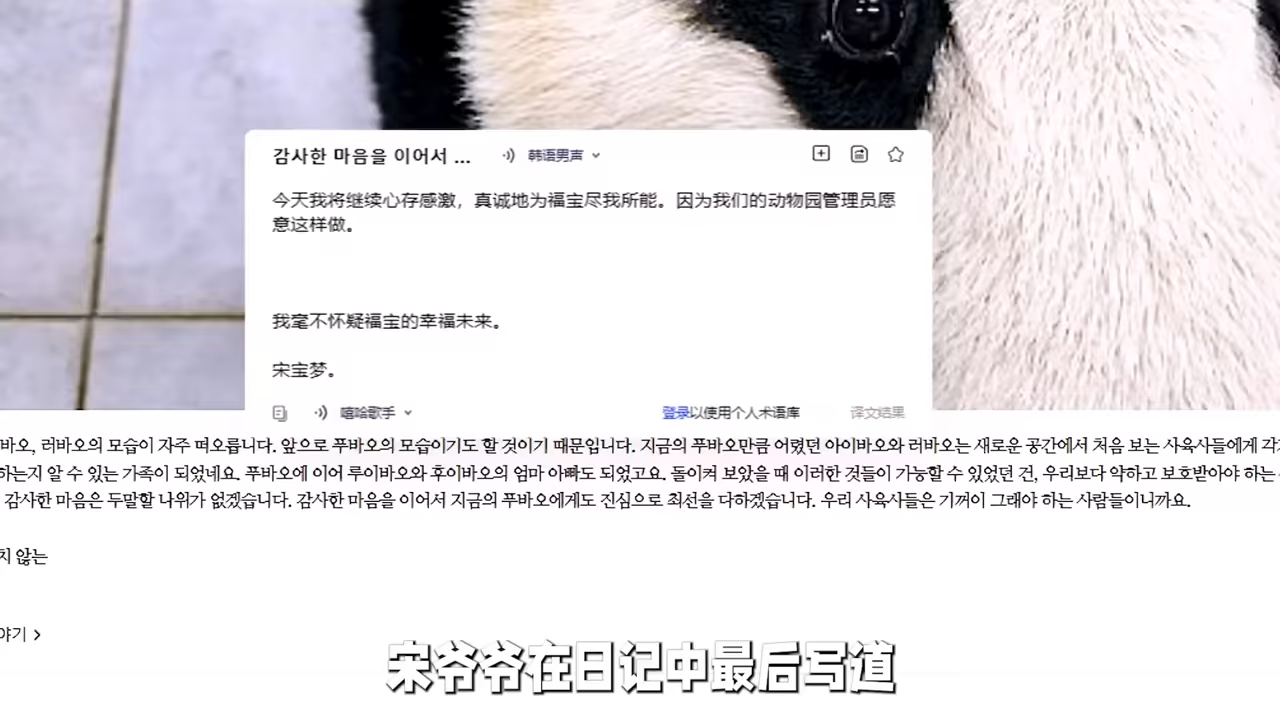 감사한 마음을 이어서 ...
韩语男声
今天我将继续心存感激，真诚地为福宝尽我所能。因为我们的动物园管理员愿
意这样做。
我毫不怀疑福宝的幸福未来。
宋宝梦。
嘻哈歌手
登录以使用个人术语库
译文结果
바오, 러바오의 모습이 자주 떠오릅니다. 앞으로 푸바오의 모습이기도 할 것이기 때문입니다. 지금의 푸바오만큼 어렸던 아이바오와 러바오는 새로운 공간에서 처음 보는 사육사들에게 각
하는지 알 수 있는 가족이 되었네요. 푸바오에 이어 루이바오와 후이바오의 엄마 아빠도 되었고요. 돌이켜 보았을 때 이러한 것들이 가능할 수 있었던 건, 우리보다 약하고 보호받아야 하는
감사한 마음은 두말할 나위가 없겠습니다. 감사한 마음을 이어서 지금의 푸바오에게도 진심으로 최선을 다하겠습니다. 우리 사육사들은 기꺼이 그래야 하는 사람들이니까요.
치 않는
야기
宋爷爷在日记中最后写道